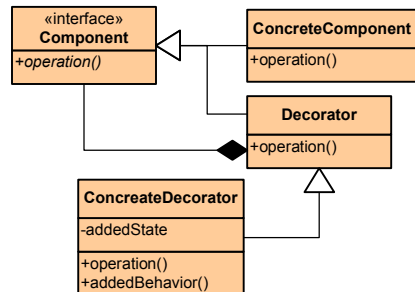 «interface»
Component
+operation()
ConcreteComponent
+operation()
Decorator
+operation()
ConcreateDecorator
-addedState
+operation()
+addedBehavior()